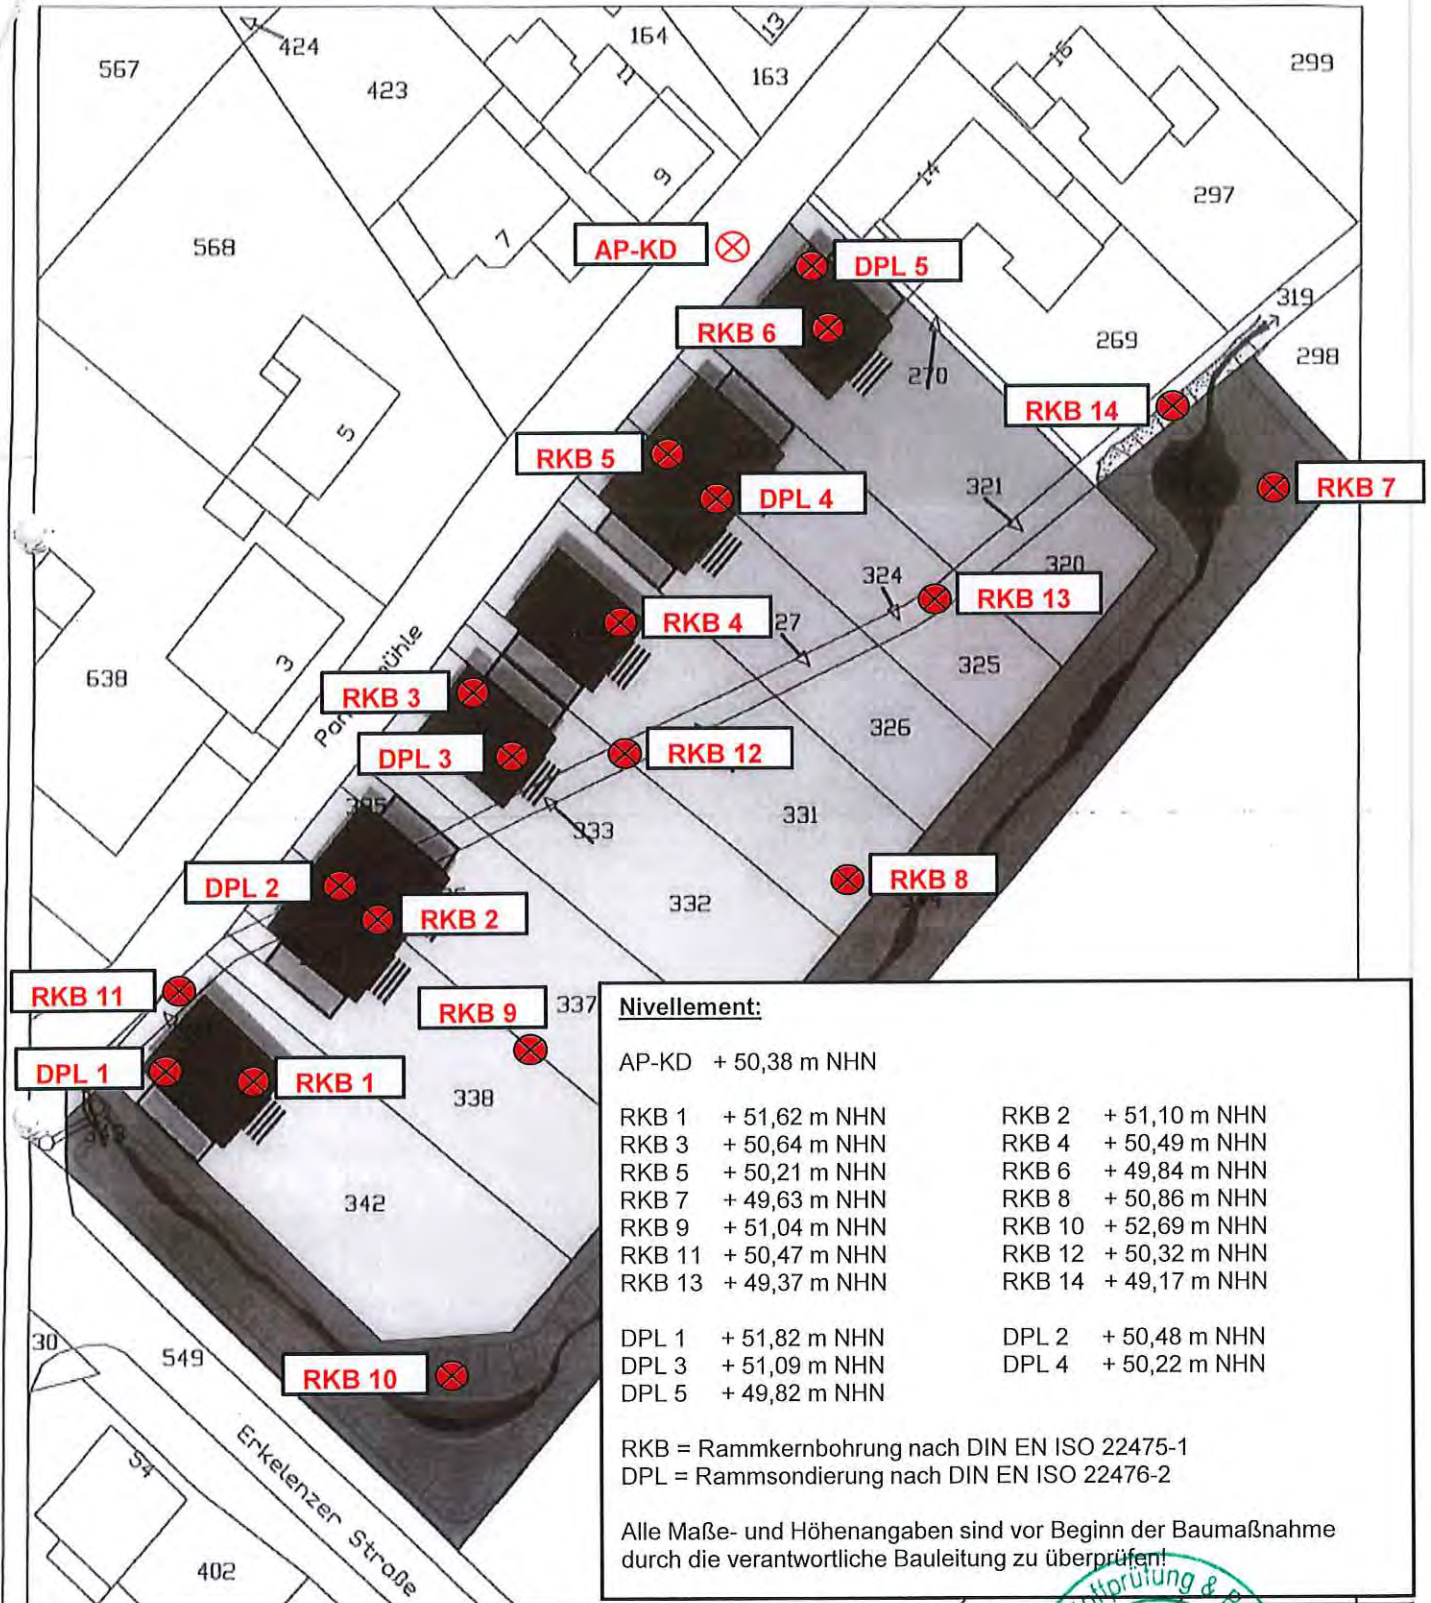 567
424
423
164
13
163
16
299
11
9
14
297
568
7
AP-KD
DPL 5
RKB 6
319
269
298
270
RKB 14
5
RKB 5
DPL 4
321
RKB 7
324
320
RKB 13
RKB 4
27
325
638
3
ühle
RKB 3
326
DPL 3
RKB 12
333
331
DPL 2
RKB 8
RKB 2
332
RKB 11
RKB 9
337
DPL 1
RKB 1
338
343
342
30
549
RKB 10
54
Erkelenzer Straße
402
Nivellement:
AP-KD + 50,38 m NHN
RKB 1 + 51,62 m NHN RKB 2 + 51,10 m NHN
RKB 3 + 50,64 m NHN RKB 4 + 50,49 m NHN
RKB 5 + 50,21 m NHN RKB 6 + 49,84 m NHN
RKB 7 + 49,63 m NHN RKB 8 + 50,86 m NHN
RKB 9 + 51,04 m NHN RKB 10 + 52,69 m NHN
RKB 11 + 50,47 m NHN RKB 12 + 50,32 m NHN
RKB 13 + 49,37 m NHN RKB 14 + 49,17 m NHN
DPL 1 + 51,82 m NHN DPL 2 + 50,48 m NHN
DPL 3 + 51,09 m NHN DPL 4 + 50,22 m NHN
DPL 5 + 49,82 m NHN
RKB = Rammkernbohrung nach DIN EN ISO 22475-1
DPL = Rammsondierung nach DIN EN ISO 22476-2
Alle Maße- und Höhenangaben sind vor Beginn der Baumaßnahme
durch die verantwortliche Bauleitung zu überprüfen!